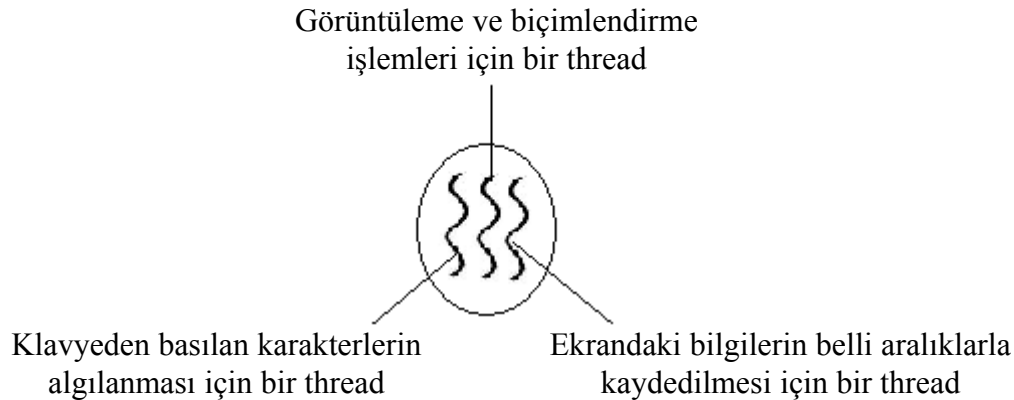 Görüntüleme ve biçimlendirme
işlemleri için bir thread
Klavyeden basılan karakterlerin
algılanması için bir thread
Ekrandaki bilgilerin belli aralıklarla
kaydedilmesi için bir thread